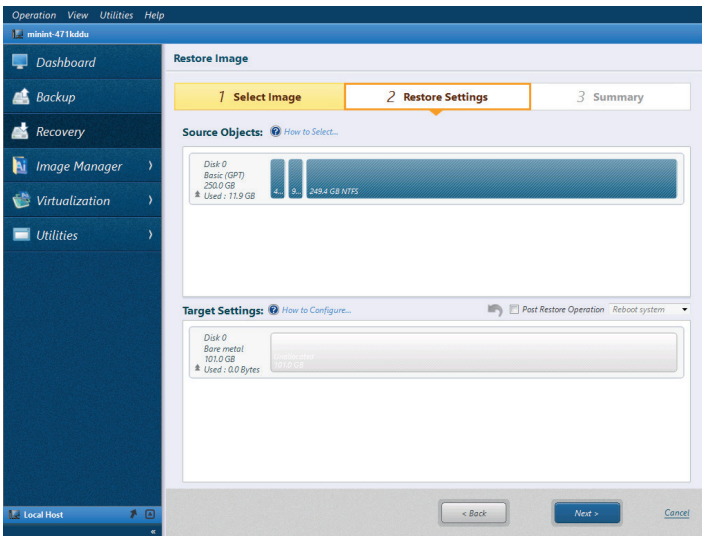 Operation View Utilities Help
minint-471kddu
Dashboard
Backup
Recovery
Image Manager
Virtualization
Utilities
Local Host
Restore Image
1 Select Image
2 Restore Settings
3 Summary
Source Objects: How to Select...
Disk 0
Basic (GPT)
250.0 GB
Used : 11.9 GB
4... 9... 249.4 GB NTFS
Target Settings: How to Configure... Post Restore Operation Reboot system
Disk 0
Bare metal
101.0 GB
Used : 0.0 Bytes
Unallocated
101.0 GB
< Back Next > Cancel